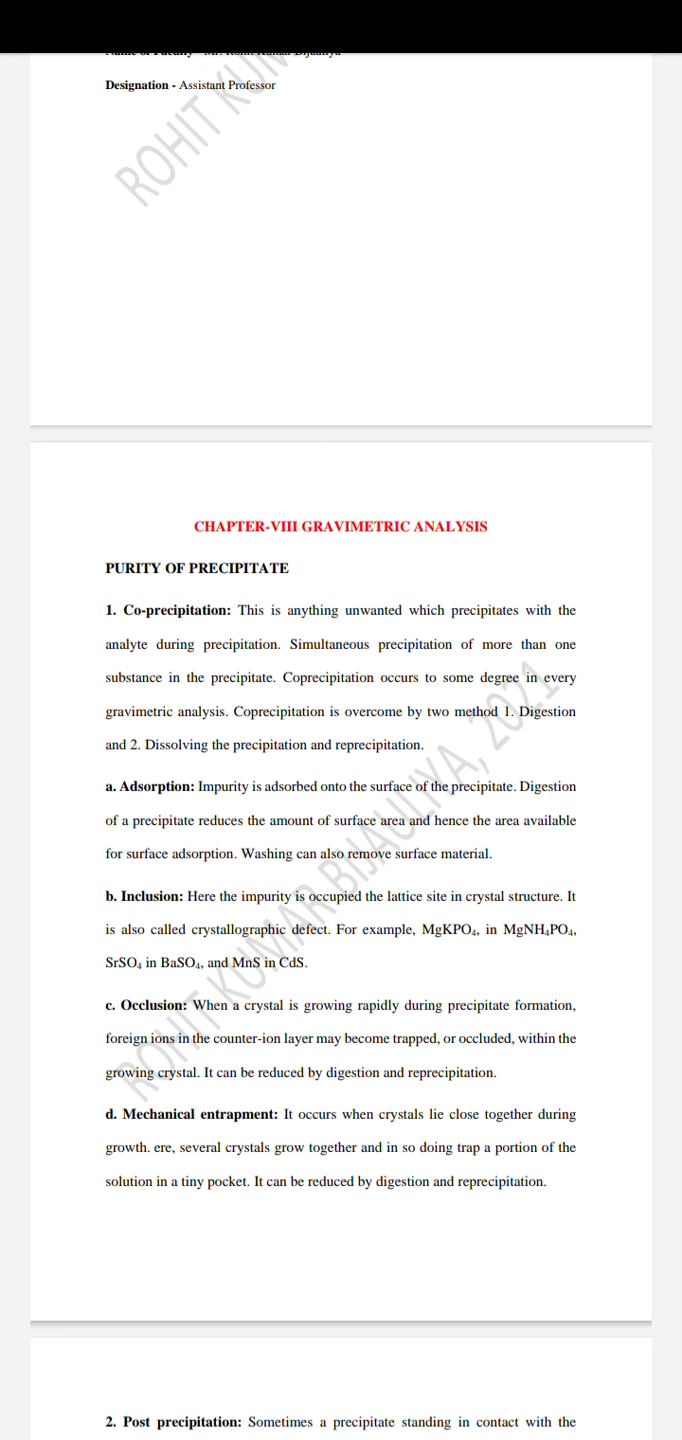 Designation - Assistant Professor
ROHIT KUM
CHAPTER-VIII GRAVIMETRIC ANALYSIS
PURITY OF PRECIPITATE
1. Co-precipitation: This is anything unwanted which precipitates with the
analyte during precipitation. Simultaneous precipitation of more than one
substance in the precipitate. Coprecipitation occurs to some degree in every
gravimetric analysis. Coprecipitation is overcome by two method 1. Digestion
and 2. Dissolving the precipitation and reprecipitation.
a. Adsorption: Impurity is adsorbed onto the surface of the precipitate. Digestion
of a precipitate reduces the amount of surface area and hence the area available
for surface adsorption. Washing can also remove surface material.
b. Inclusion: Here the impurity is occupied the lattice site in crystal structure. It
is also called crystallographic defect. For example, MgKPO₄, in MgNH₄PO₄,
SrSO₄ in BaSO₄, and MnS in CdS.
c. Occlusion: When a crystal is growing rapidly during precipitate formation,
foreign ions in the counter-ion layer may become trapped, or occluded, within the
growing crystal. It can be reduced by digestion and reprecipitation.
d. Mechanical entrapment: It occurs when crystals lie close together during
growth. ere, several crystals grow together and in so doing trap a portion of the
solution in a tiny pocket. It can be reduced by digestion and reprecipitation.
ROHIT KUMAR BIJAULIYA, 2021
2. Post precipitation: Sometimes a precipitate standing in contact with the